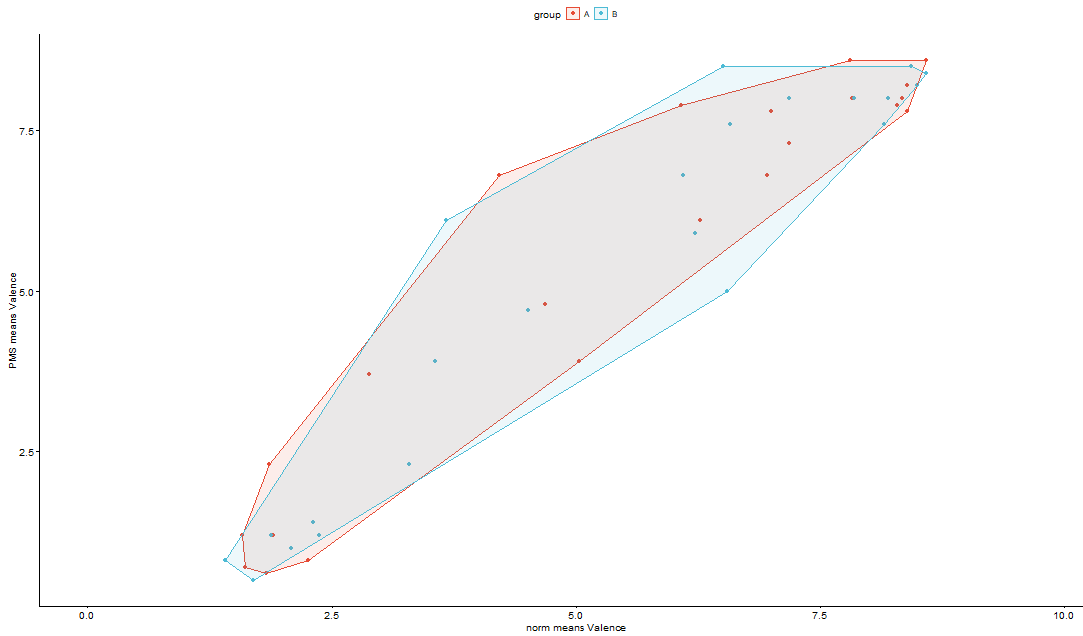 group A B
7.5
5.0
2.5
PMS means Valence
0.0 2.5 5.0 7.5 10.0
norm means Valence